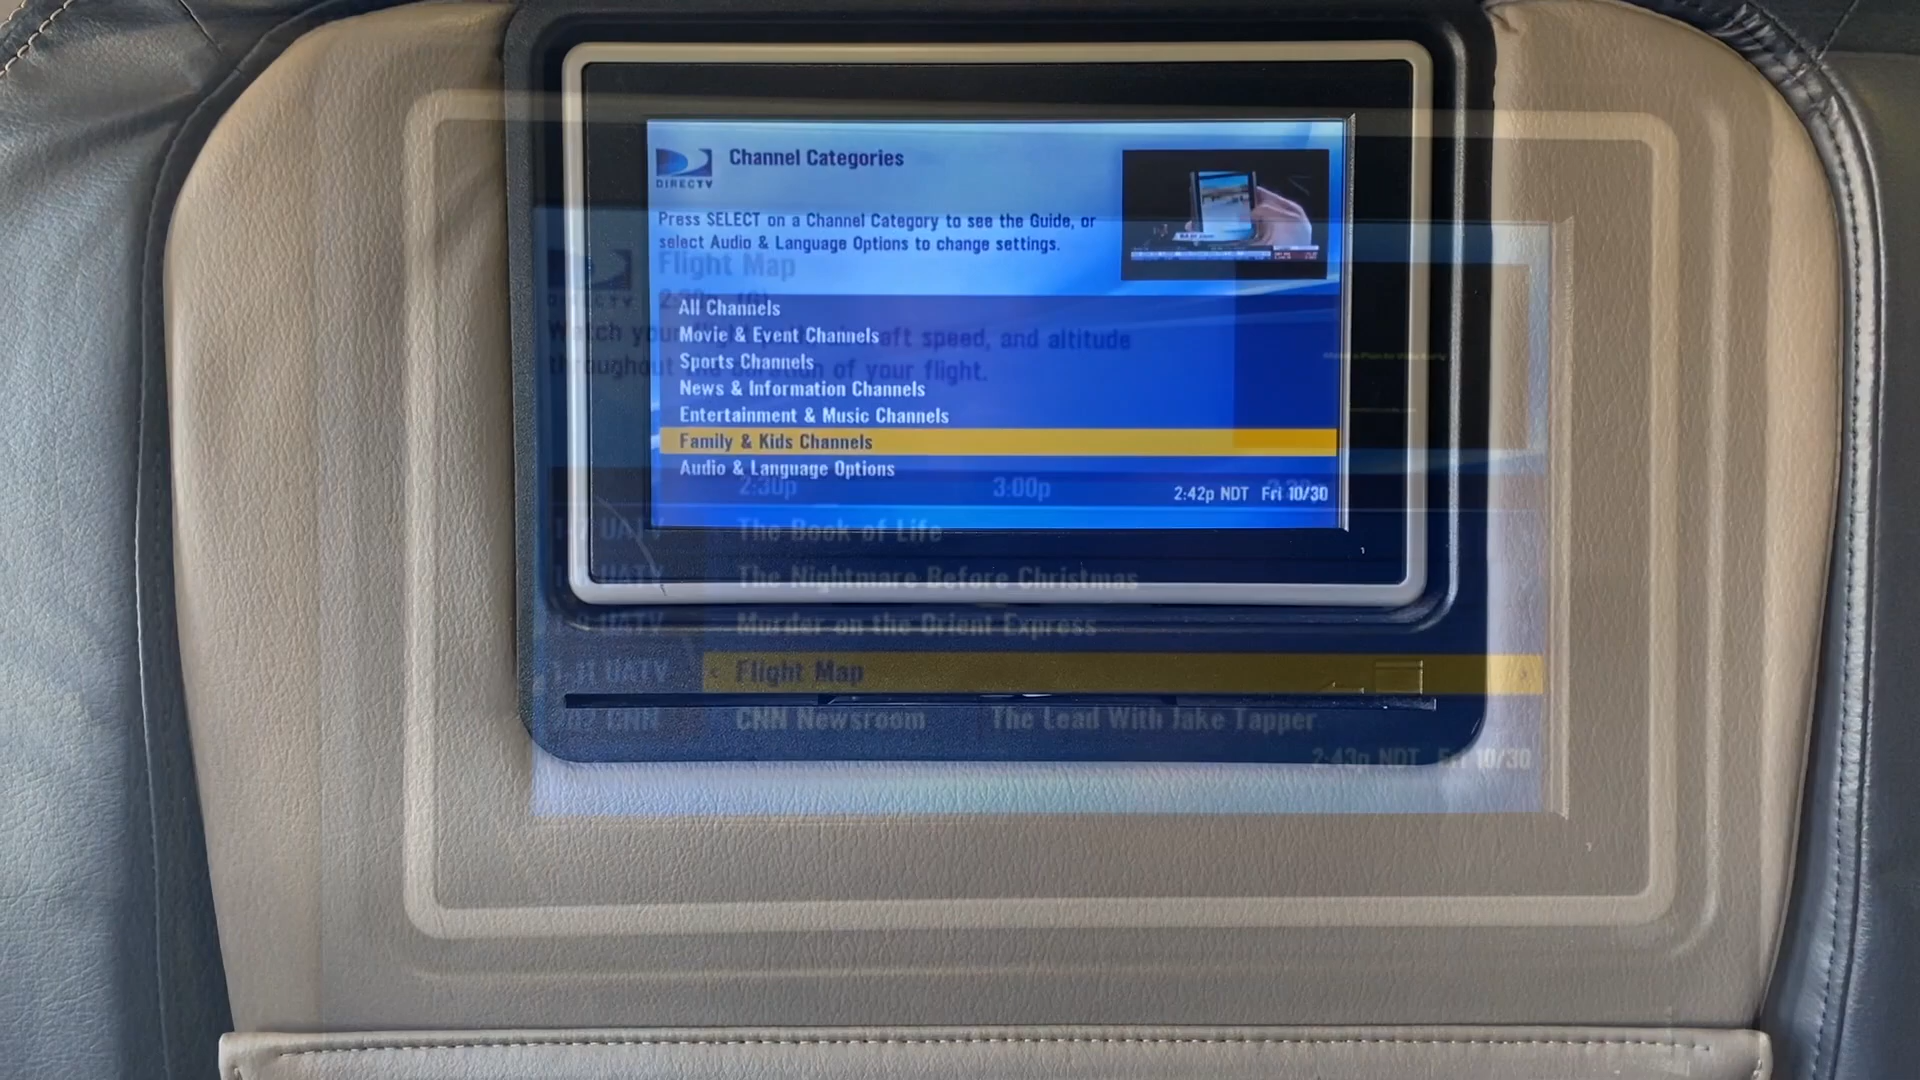 DIRECTV
Channel Categories
Press SELECT on a Channel Category to see the Guide, or
select Audio & Language Options to change settings.
All Channels
Movie & Event Channels
Sports Channels
News & Information Channels
Entertainment & Music Channels
Family & Kids Channels
Audio & Language Options
2:42p NDT Fri 10/30
Flight Map
Watch your aft speed, and altitude
throughout of your flight.
2:30p 3:00p
UATV The Book of Life
UATV The Nightmare Before Christmas
UATV Murder on the Orient Express
UATV < Flight Map >
CNN CNN Newsroom The Lead With Jake Tapper
2:43p NDT Fri 10/30